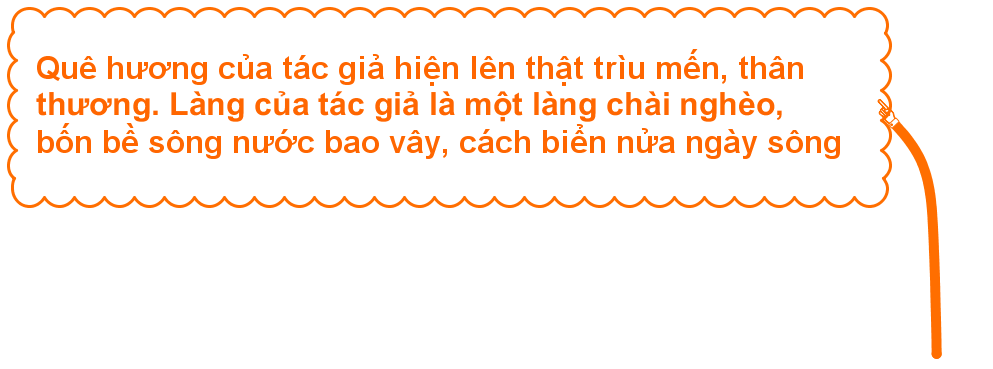 Quê hương của tác giả hiện lên thật trìu mến, thân
thương. Làng của tác giả là một làng chài nghèo,
bốn bề sông nước bao vây, cách biển nửa ngày sông